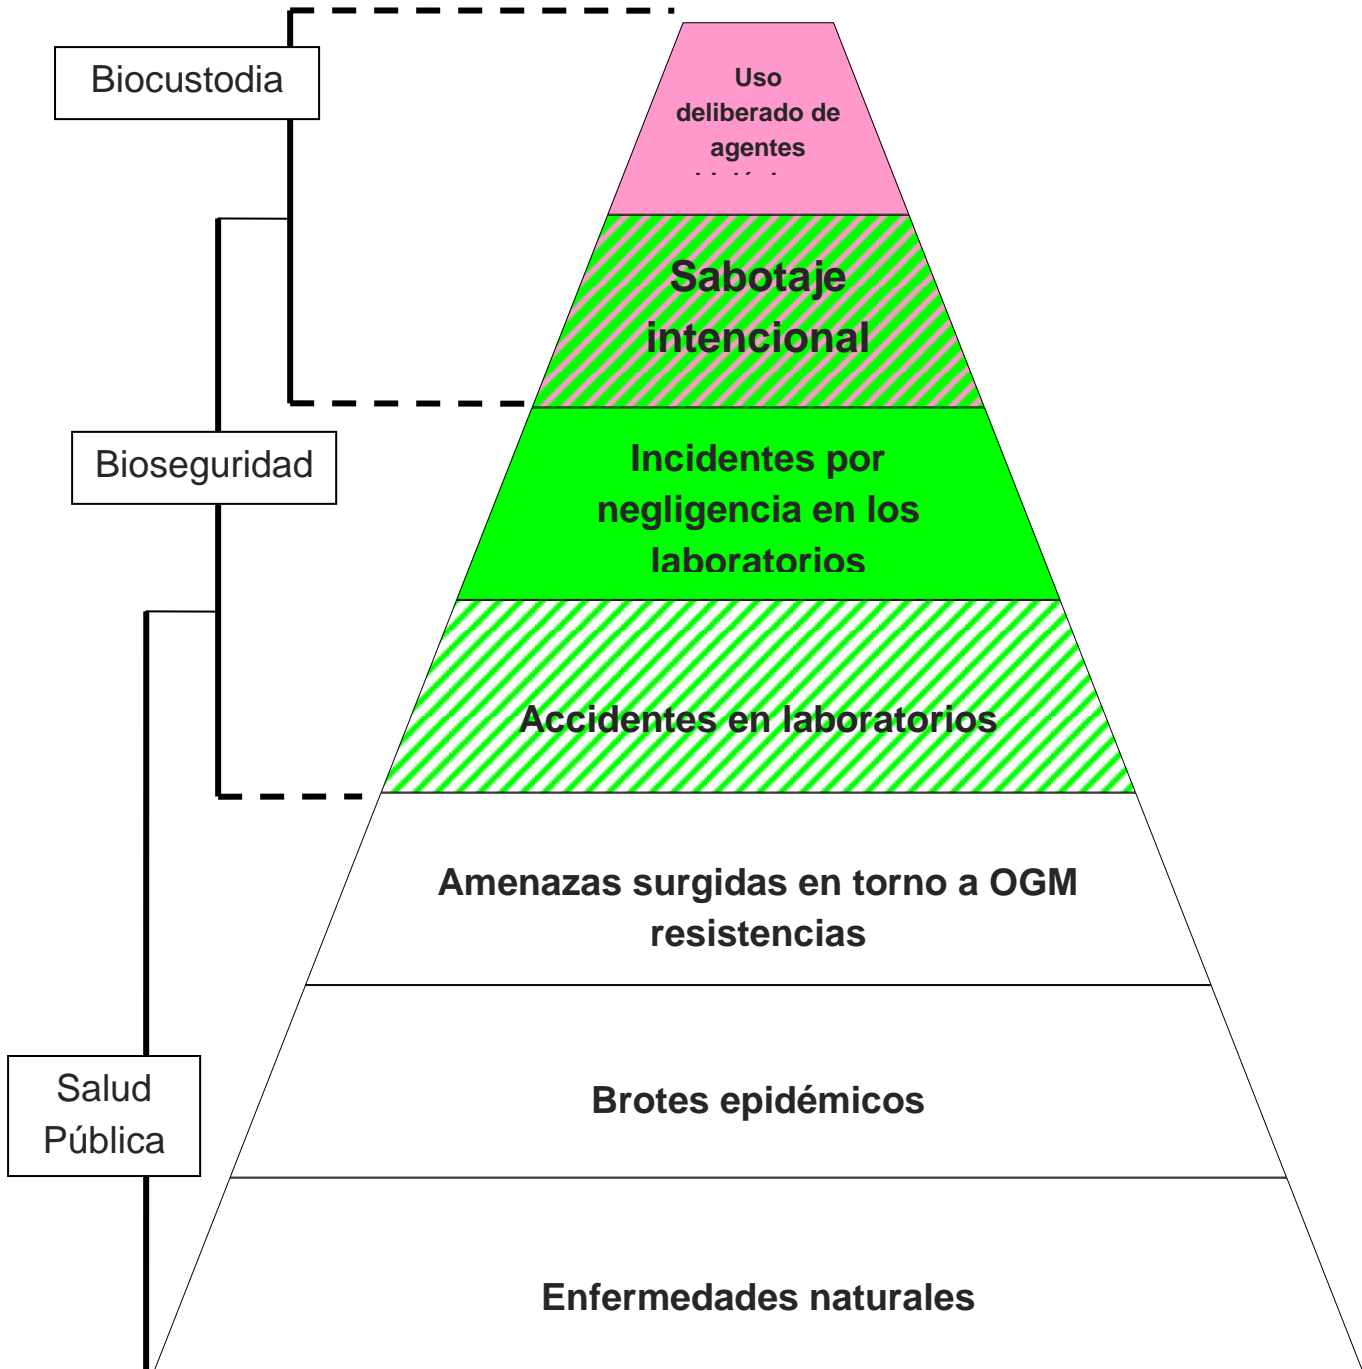 Biocustodia
Uso
deliberado de
agentes
Sabotaje
intencional
Bioseguridad
Incidentes por
negligencia en los
laboratorios
Accidentes en laboratorios
Amenazas surgidas en torno a OGM
resistencias
Salud
Pública
Brotes epidémicos
Enfermedades naturales